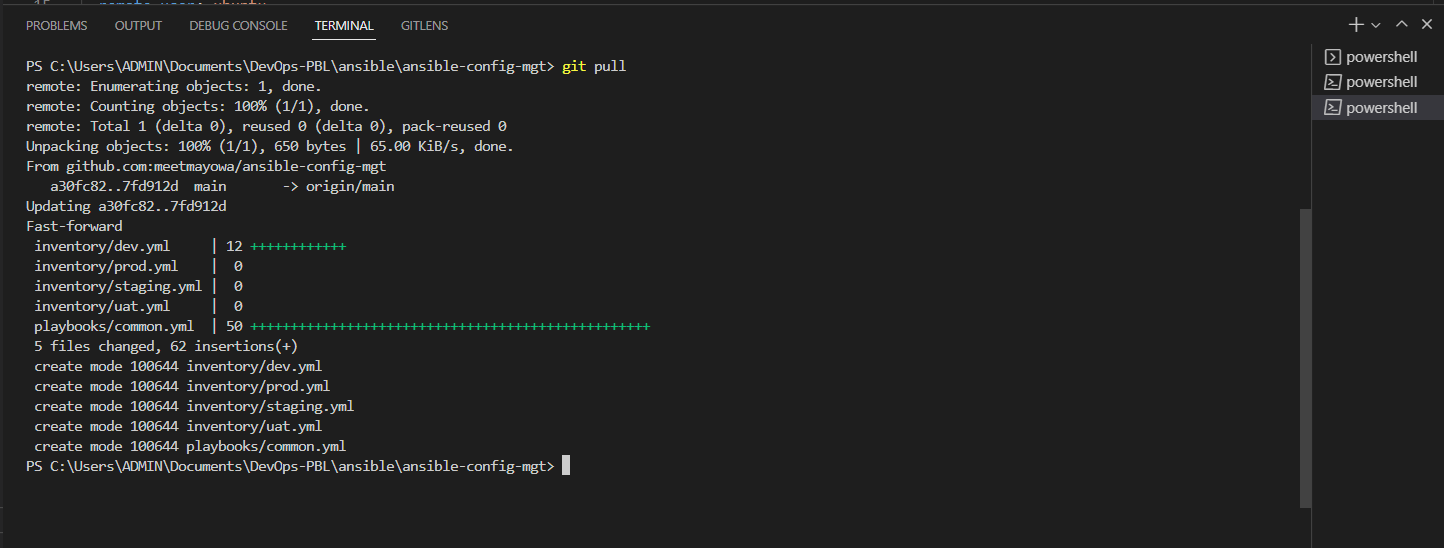 PROBLEMS OUTPUT DEBUG CONSOLE TERMINAL GITLENS
PS C:\Users\ADMIN\Documents\DevOps-PBL\ansible\ansible-config-mgt> git pull
remote: Enumerating objects: 1, done.
remote: Counting objects: 100% (1/1), done.
remote: Total 1 (delta 0), reused 0 (delta 0), pack-reused 0
Unpacking objects: 100% (1/1), 650 bytes | 65.00 KiB/s, done.
From github.com:meetmayowa/ansible-config-mgt
   a30fc82..7fd912d  main       -> origin/main
Updating a30fc82..7fd912d
Fast-forward
 inventory/dev.yml     | 12 ++++++++++++
 inventory/prod.yml    |  0
 inventory/staging.yml |  0
 inventory/uat.yml     |  0
 playbooks/common.yml  | 50 ++++++++++++++++++++++++++++++++++++++++++++++++++
 5 files changed, 62 insertions(+)
 create mode 100644 inventory/dev.yml
 create mode 100644 inventory/prod.yml
 create mode 100644 inventory/staging.yml
 create mode 100644 inventory/uat.yml
 create mode 100644 playbooks/common.yml
PS C:\Users\ADMIN\Documents\DevOps-PBL\ansible\ansible-config-mgt>
powershell
powershell
powershell